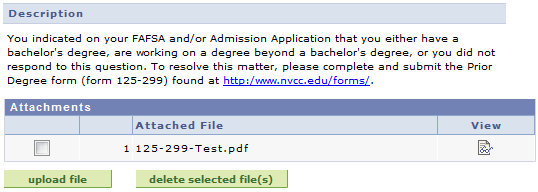 Description
You indicated on your FAFSA and/or Admission Application that you either have a
bachelor's degree, are working on a degree beyond a bachelor's degree, or you did not
respond to this question. To resolve this matter, please complete and submit the Prior
Degree form (form 125-299) found at http:/www.nvcc.edu/forms/.
Attachments
Attached File View
1 125-299-Test.pdf
upload file delete selected file(s)